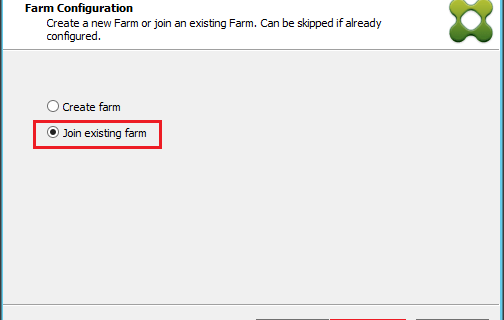 Farm Configuration
Create a new Farm or join an existing Farm. Can be skipped if already
configured.
Create farm
Join existing farm